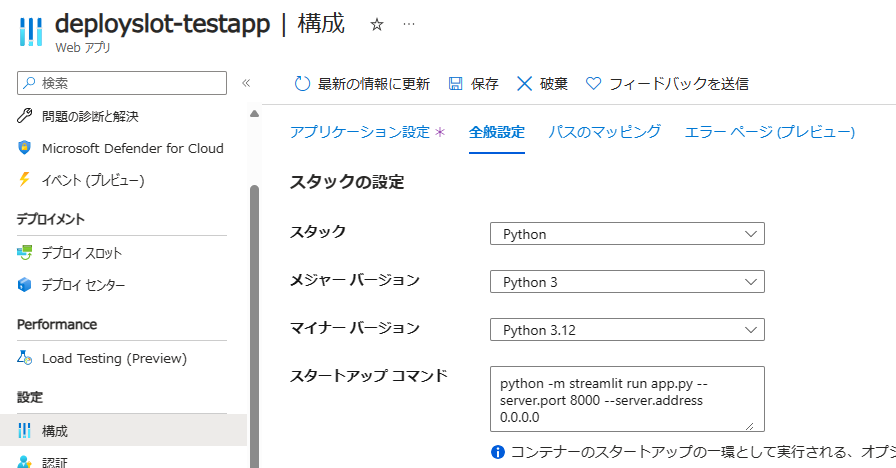 deployslot-testapp | 構成 ☆ …
Web アプリ
検索 «
問題の診断と解決
Microsoft Defender for Cloud
イベント (プレビュー)
デプロイメント
デプロイ スロット
デプロイ センター
Performance
Load Testing (Preview)
設定
構成
認証
最新の情報に更新 保存 破棄 フィードバックを送信
アプリケーション設定 * 全般設定 パスのマッピング エラー ページ (プレビュー)
スタックの設定
スタック Python
メジャー バージョン Python 3
マイナー バージョン Python 3.12
スタートアップ コマンド
python -m streamlit run app.py --
server.port 8000 --server.address
0.0.0.0
コンテナーのスタートアップの一環として実行される、オプシ